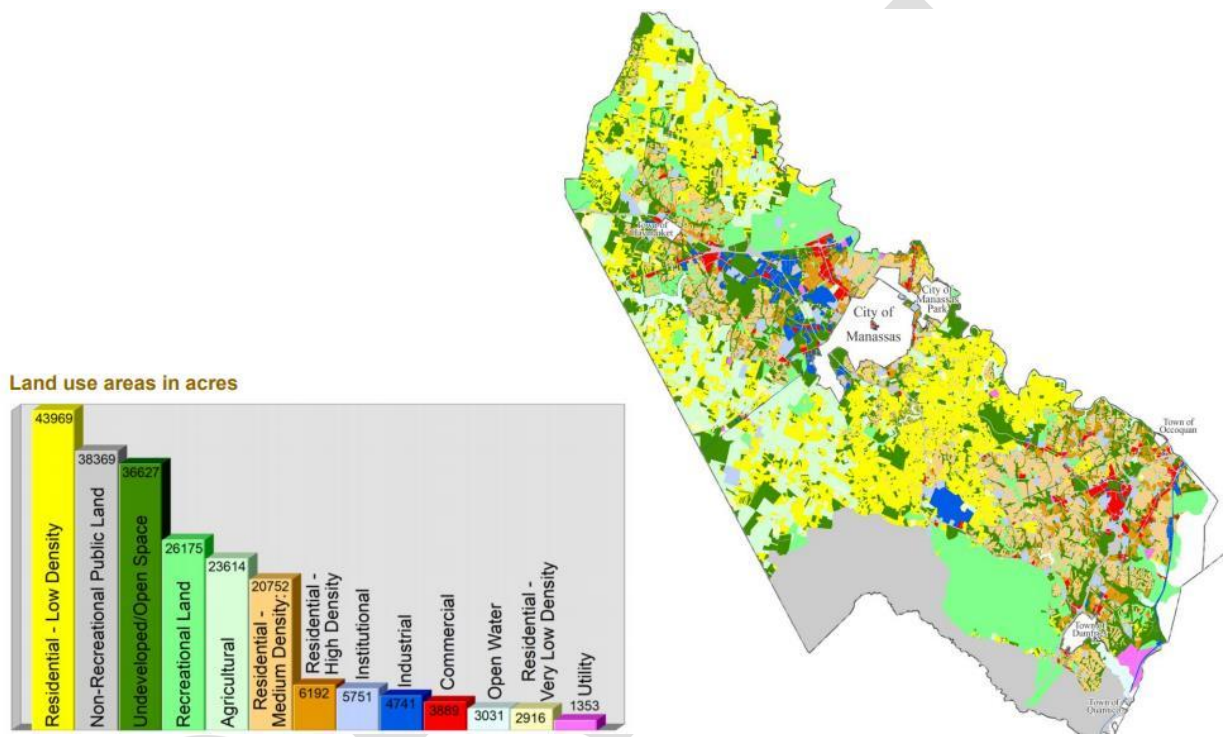 Land use areas in acres
43969
38369
36627
26175
23614
20752
6192
5751
4741
3889
3031
2916
1353
Residential - Low Density
Non-Recreational Public Land
Undeveloped/Open Space
Recreational Land
Agricultural
Residential -
Medium Density:
Residential -
High Density
Institutional
Industrial
Commercial
Open Water
Residential -
Very Low Density
Utility
Town of
Haymarket
City of
Manassas
City of
Manassas
Park
Town of
Occoquan
Town of
Dumfries
Town of
Quantico